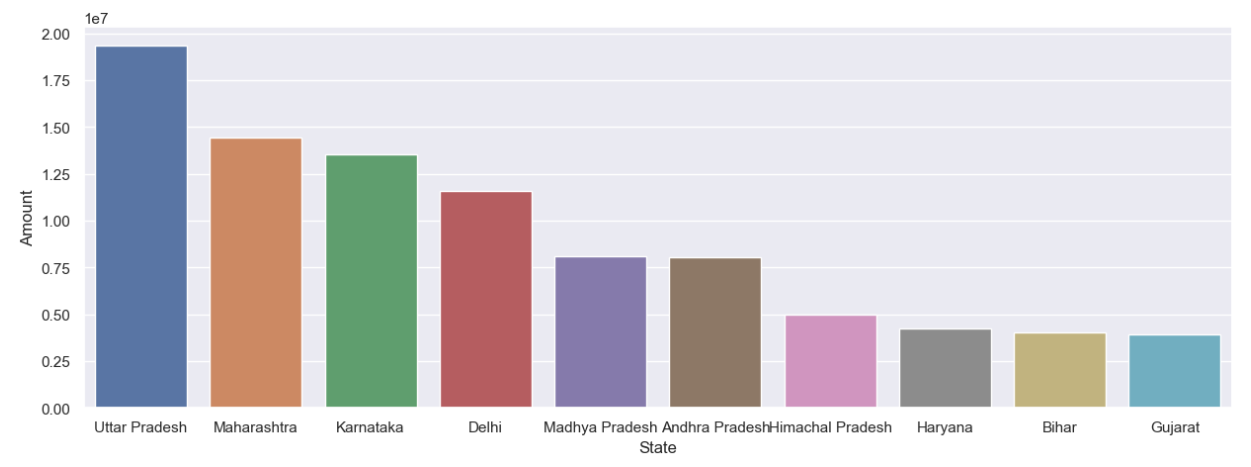 1e7
2.00
1.75
1.50
1.25
1.00
0.75
0.50
0.25
0.00
Amount
Uttar Pradesh Maharashtra Karnataka Delhi Madhya Pradesh Andhra Pradesh Himachal Pradesh Haryana Bihar Gujarat
State